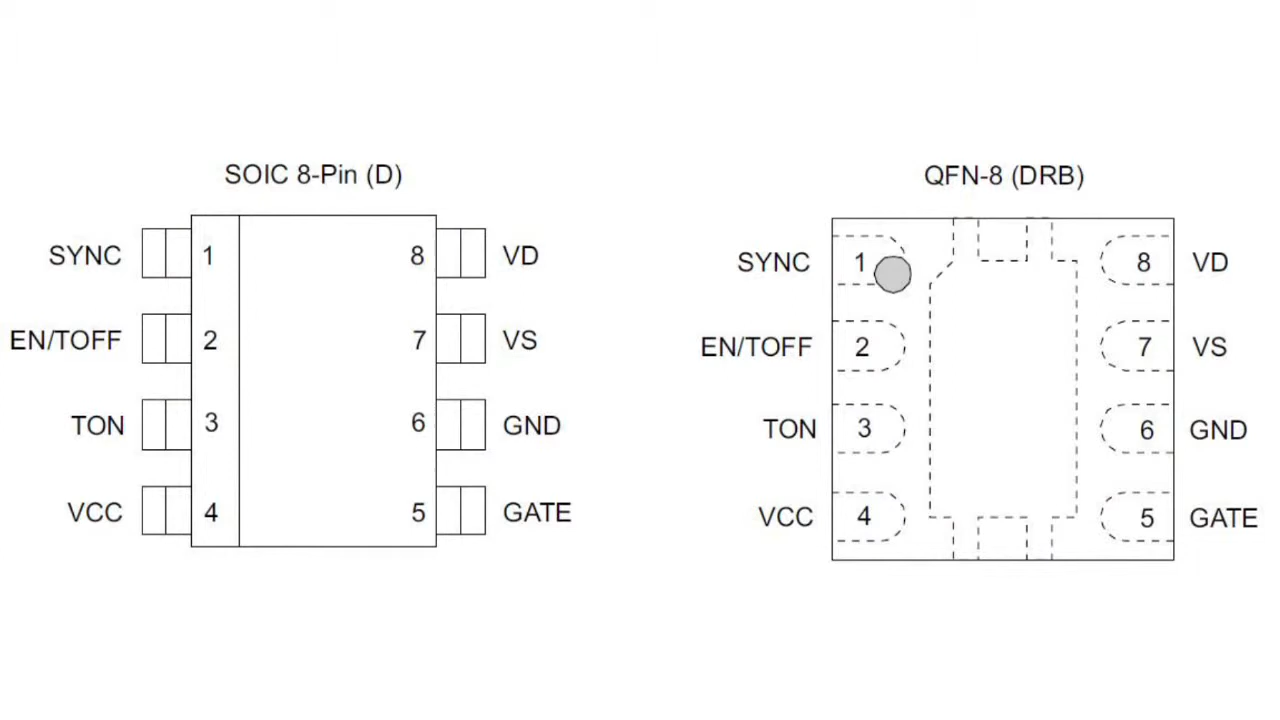 SOIC 8-Pin (D)
SYNC 1 8 VD
EN/TOFF 2 7 VS
TON 3 6 GND
VCC 4 5 GATE
QFN-8 (DRB)
SYNC 1 8 VD
EN/TOFF 2 7 VS
TON 3 6 GND
VCC 4 5 GATE